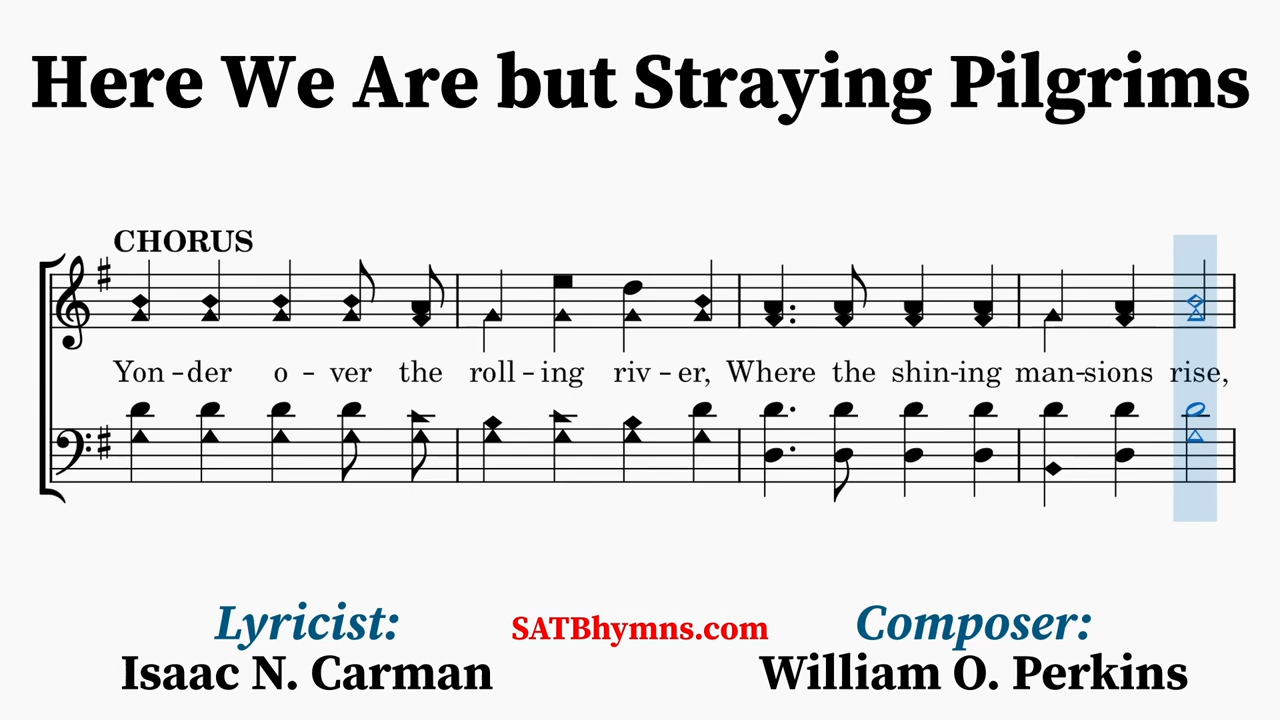 Here We Are but Straying Pilgrims
CHORUS
Yon - der o - ver the roll - ing riv - er, Where the shin-ing man-sions rise,
Lyricist:
Isaac N. Carman
SATBhymns.com
Composer:
William O. Perkins